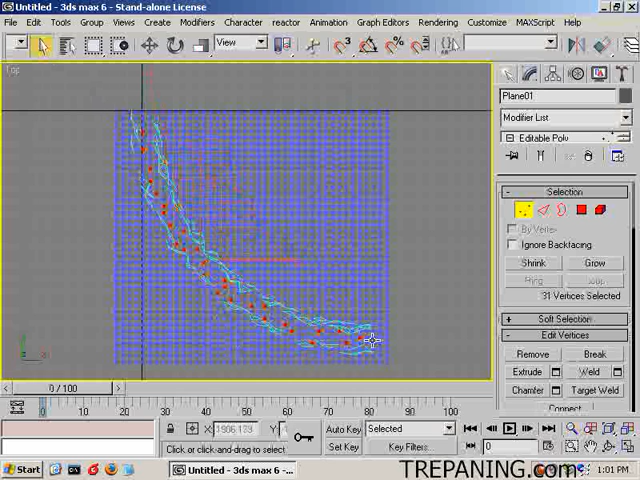 Untitled - 3ds max 6 - Stand-alone License
File Edit Tools Group Views Create Modifiers Character reactor Animation Graph Editors Rendering Customize MAXScript Help
View
Top
Plane01
Modifier List
Editable Poly
Selection
By Vertex
Ignore Backfacing
Shrink Grow
Ring Loop
31 Vertices Selected
Soft Selection
Edit Vertices
Remove Break
Extrude Weld
Chamfer Target Weld
Connect
0 / 100
0 10 20 30 40 50 60 70 80 90 100
Y:
Auto Key Selected
Click or click-and-drag to select objects
Set Key Key Filters...
0
Start
Untitled - 3ds max 6 -...
TREPANING.com
1:01 PM